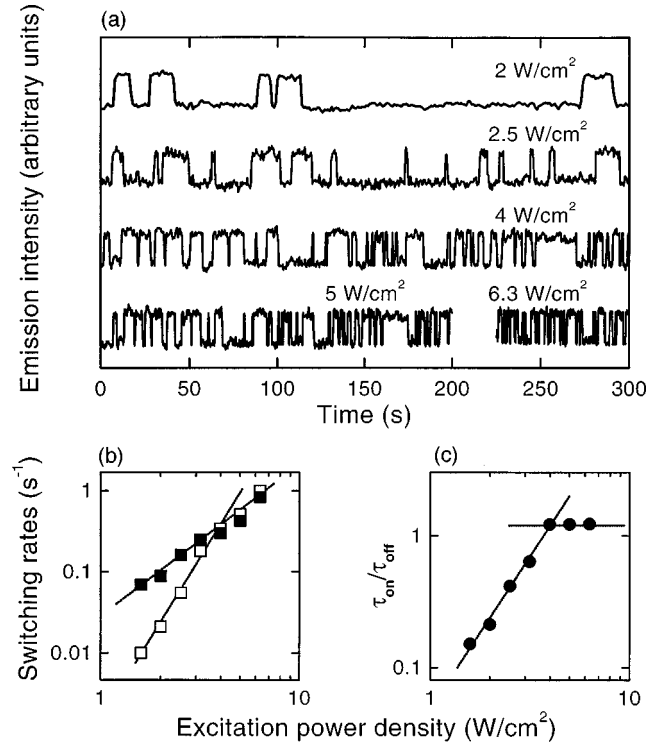 (a)
Emission intensity (arbitrary units)
2 W/cm²
2.5 W/cm²
4 W/cm²
5 W/cm²
6.3 W/cm²
0 50 100 150 200 250 300
Time (s)
(b)
Switching rates (s⁻¹)
1
0.1
0.01
1 10
(c)
τon/τoff
1
0.1
1 10
Excitation power density (W/cm²)